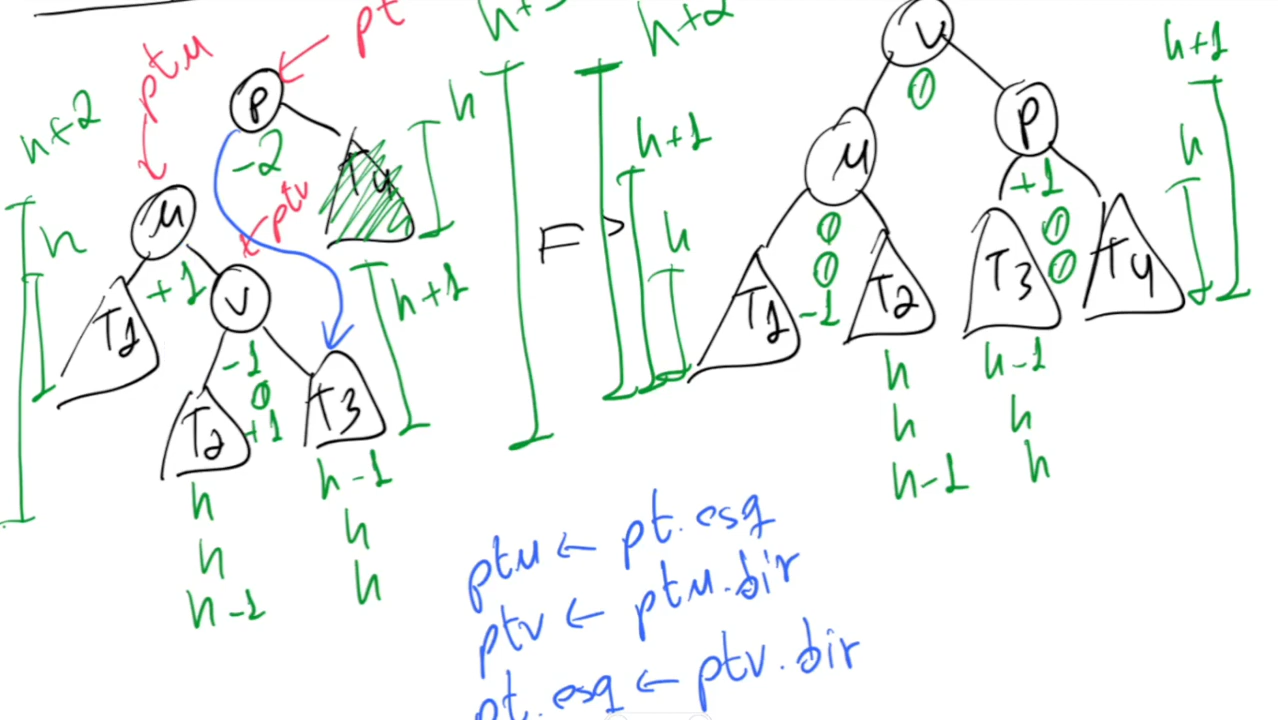 pt
h+2
h+1
ptu
h
v
0
p
h+2
-2
h
T4
h+1
u
p
h
+1
0
0
ptv
u
h
F
h
0
0
-1
+1
v
h+1
T1
T2
T3
T4
T1
-1
0
+1
h
h-1
T2
T3
h
h
h
h-1
h-1
h
h
h
h
h
h-1
ptu ← pt.esq
ptv ← ptu.dir
pt.esq ← ptv.dir